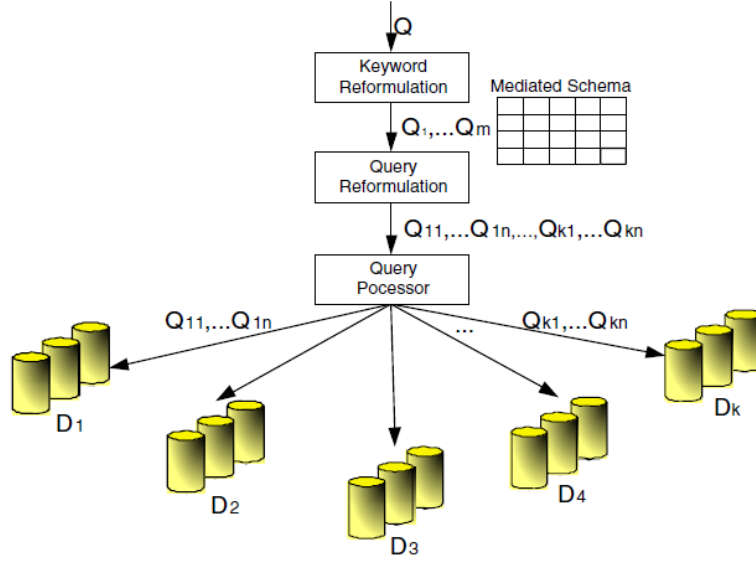 Q
Keyword
Reformulation
Mediated Schema
Q1,...Qm
Query
Reformulation
Q11,...Q1n,...,Qk1,...Qkn
Query
Pocessor
Q11,...Q1n
...
Qk1,...Qkn
D1
D2
D3
D4
Dk